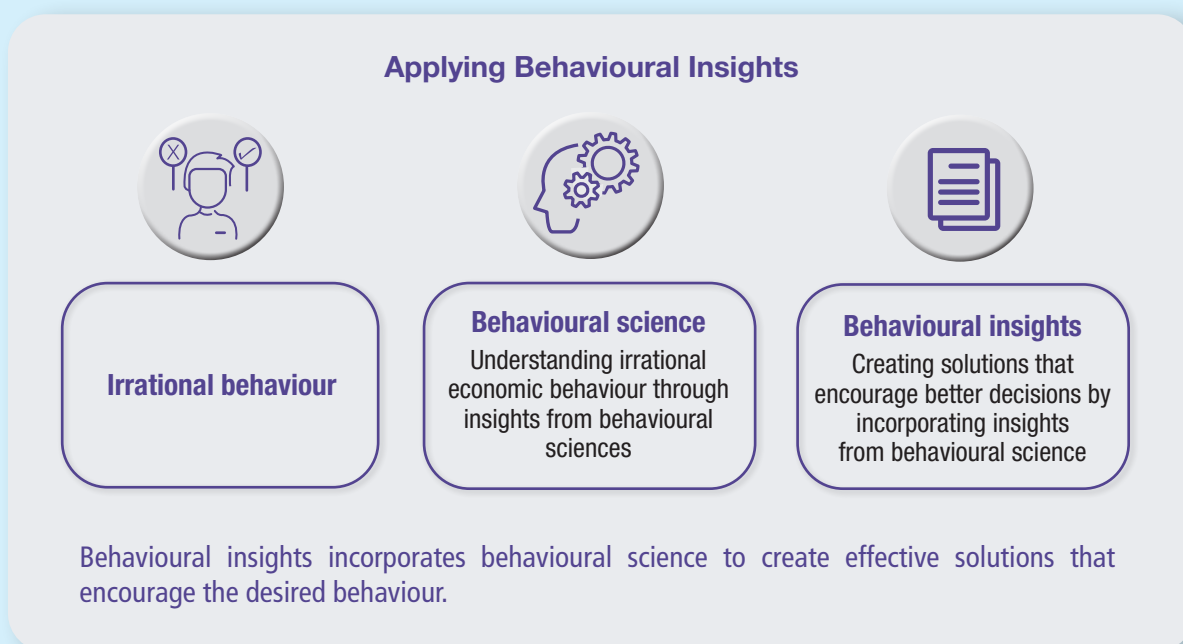 Applying Behavioural Insights
Irrational behaviour
Behavioural science
Understanding irrational
economic behaviour through
insights from behavioural
sciences
Behavioural insights
Creating solutions that
encourage better decisions by
incorporating insights
from behavioural science
Behavioural insights incorporates behavioural science to create effective solutions that
encourage the desired behaviour.